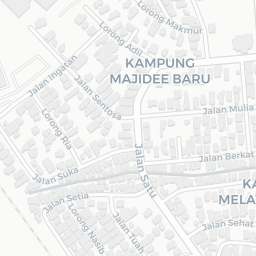 Lorong Makmur
Lorong Adil
KAMPUNG
MAJIDEE BARU
Jalan Ingatan
Jalan Sentosa
Jalan Mulia
Lorong Ria
Jalan Satu
Jalan Berkat
Jalan Suka
KA
MELA
Jalan Setia
Lorong Nasib
Jalan Tuah
Jalan Sehat